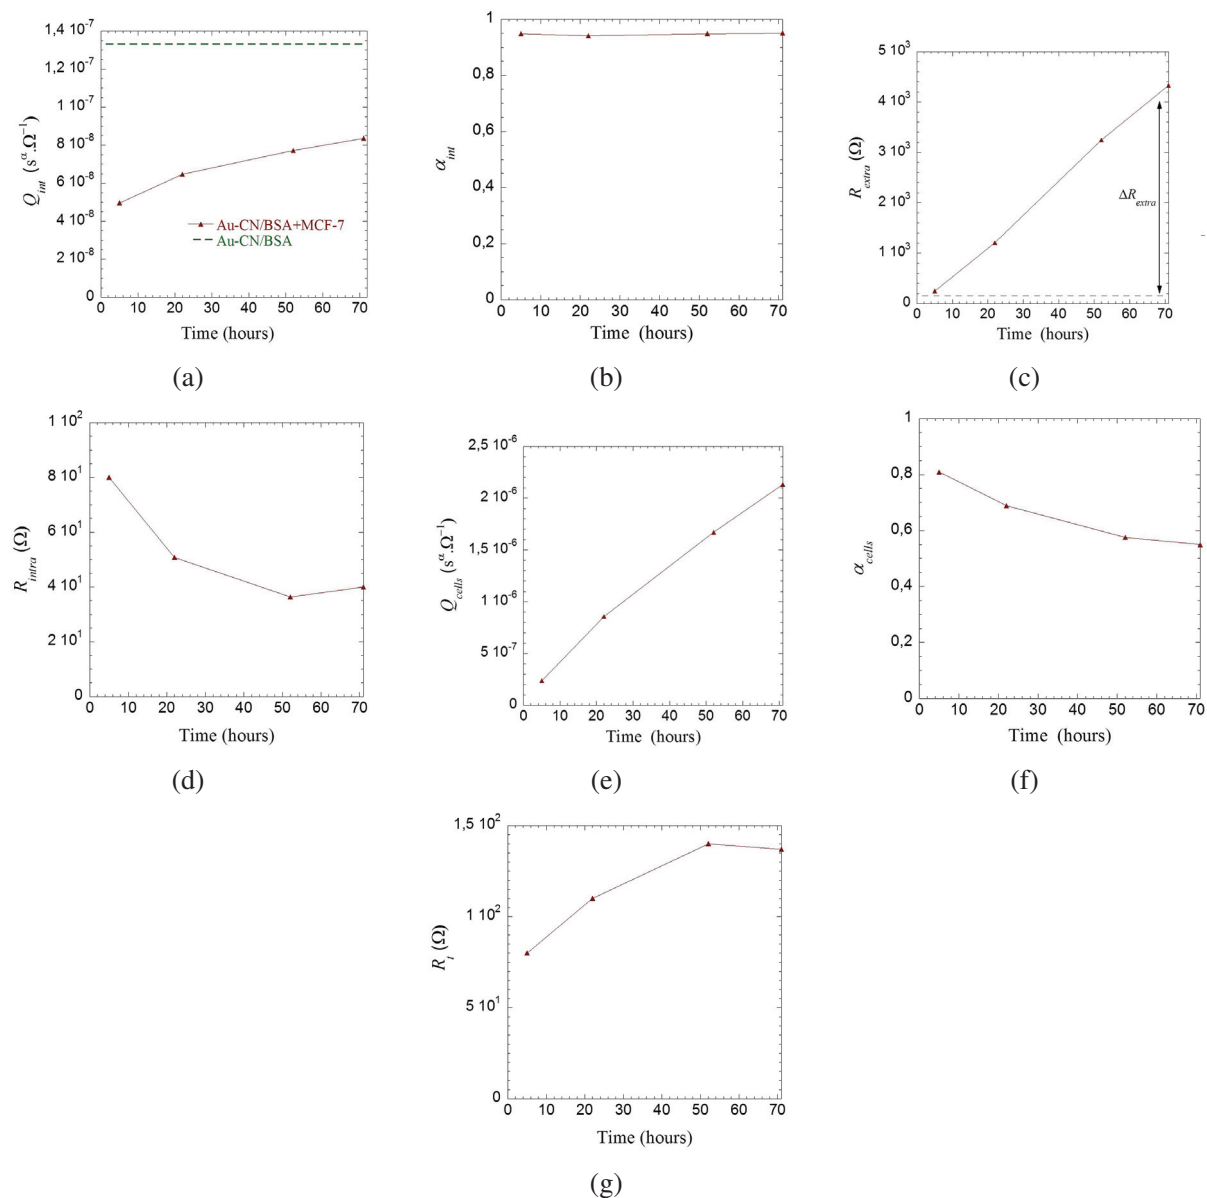 1,4 10⁻⁷
1,2 10⁻⁷
1 10⁻⁷
8 10⁻⁸
6 10⁻⁸
4 10⁻⁸
2 10⁻⁸
0
Q_int (s^α.Ω⁻¹)
Au-CN/BSA+MCF-7
Au-CN/BSA
0 10 20 30 40 50 60 70
Time (hours)
(a)
1
0,8
0,6
0,4
0,2
0
α_int
0 10 20 30 40 50 60 70
Time (hours)
(b)
5 10³
4 10³
3 10³
2 10³
1 10³
0
R_extra (Ω)
ΔR_extra
0 10 20 30 40 50 60 70
Time (hours)
(c)
1 10²
8 10¹
6 10¹
4 10¹
2 10¹
0
R_intra (Ω)
0 10 20 30 40 50 60 70
Time (hours)
(d)
2,5 10⁻⁶
2 10⁻⁶
1,5 10⁻⁶
1 10⁻⁶
5 10⁻⁷
0
Q_cells (s^α.Ω⁻¹)
0 20 40 60 70
Time (hours)
(e)
1
0,8
0,6
0,4
0,2
0
α_cells
0 10 20 30 40 50 60 70
Time (hours)
(f)
1,5 10²
1 10²
5 10¹
0
R_t (Ω)
0 10 20 30 40 50 60 70
Time (hours)
(g)